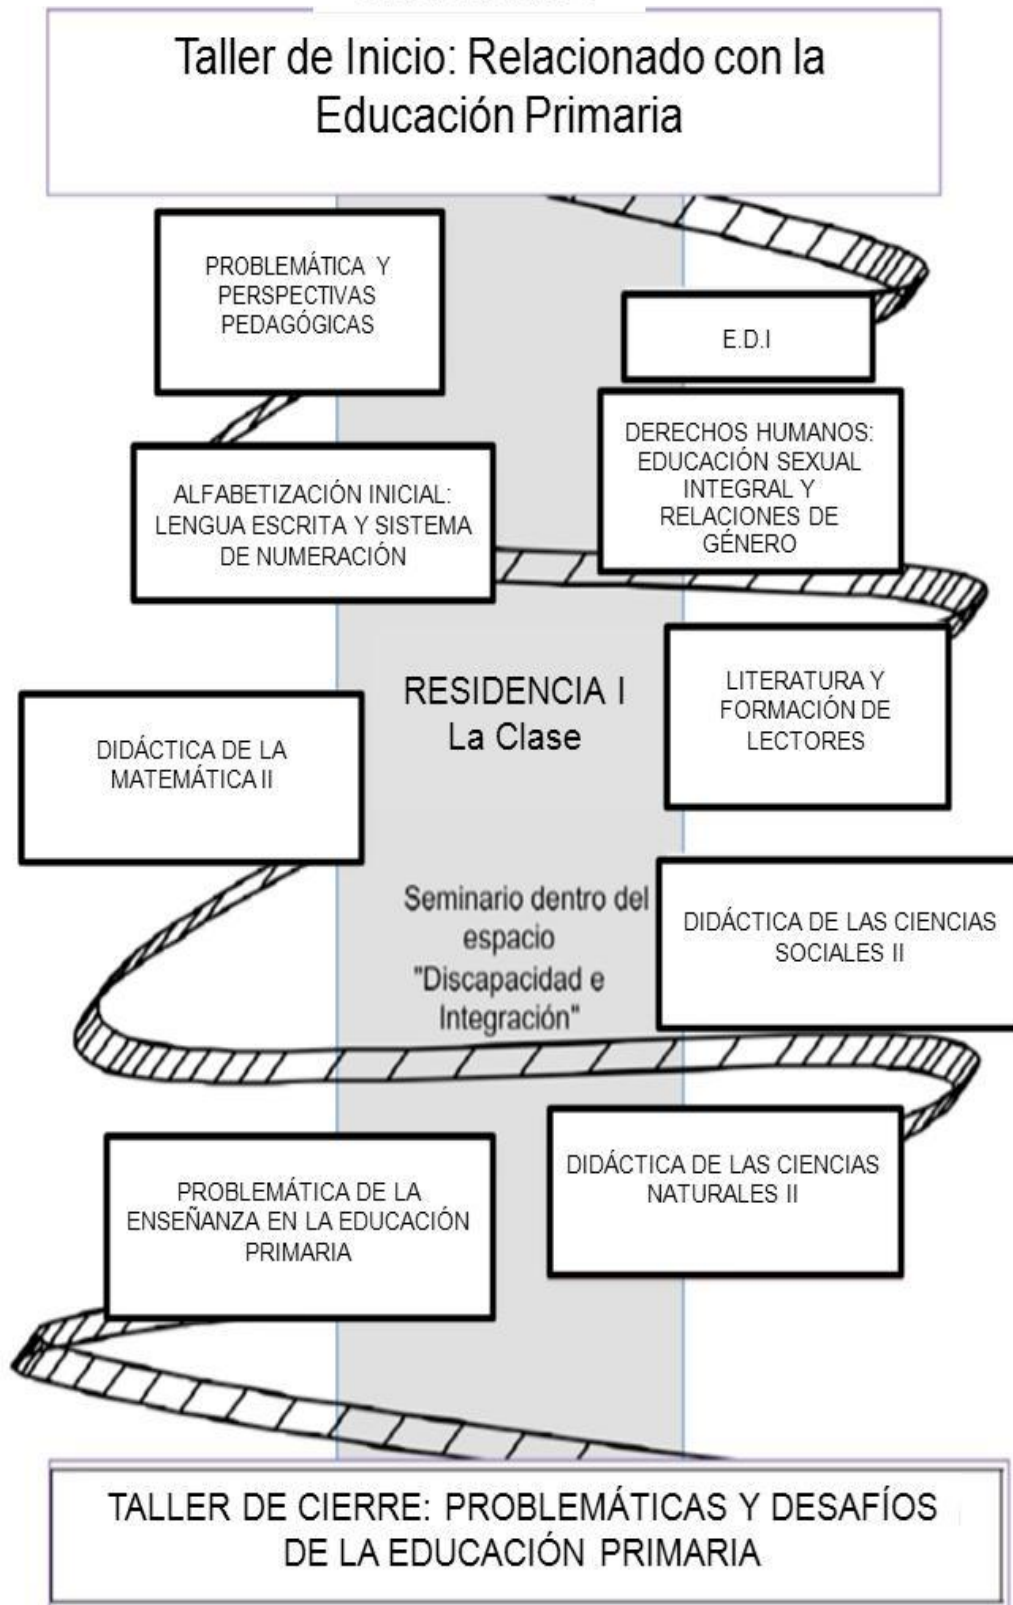 Taller de Inicio: Relacionado con la
Educación Primaria
PROBLEMÁTICA Y
PERSPECTIVAS
PEDAGÓGICAS
E.D.I
DERECHOS HUMANOS:
EDUCACIÓN SEXUAL
INTEGRAL Y
RELACIONES DE
GÉNERO
ALFABETIZACIÓN INICIAL:
LENGUA ESCRITA Y SISTEMA
DE NUMERACIÓN
RESIDENCIA I
La Clase
LITERATURA Y
FORMACIÓN DE
LECTORES
DIDÁCTICA DE LA
MATEMÁTICA II
Seminario dentro del
espacio
"Discapacidad e
Integración"
DIDÁCTICA DE LAS CIENCIAS
SOCIALES II
DIDÁCTICA DE LAS CIENCIAS
NATURALES II
PROBLEMÁTICA DE LA
ENSEÑANZA EN LA EDUCACIÓN
PRIMARIA
TALLER DE CIERRE: PROBLEMÁTICAS Y DESAFÍOS
DE LA EDUCACIÓN PRIMARIA